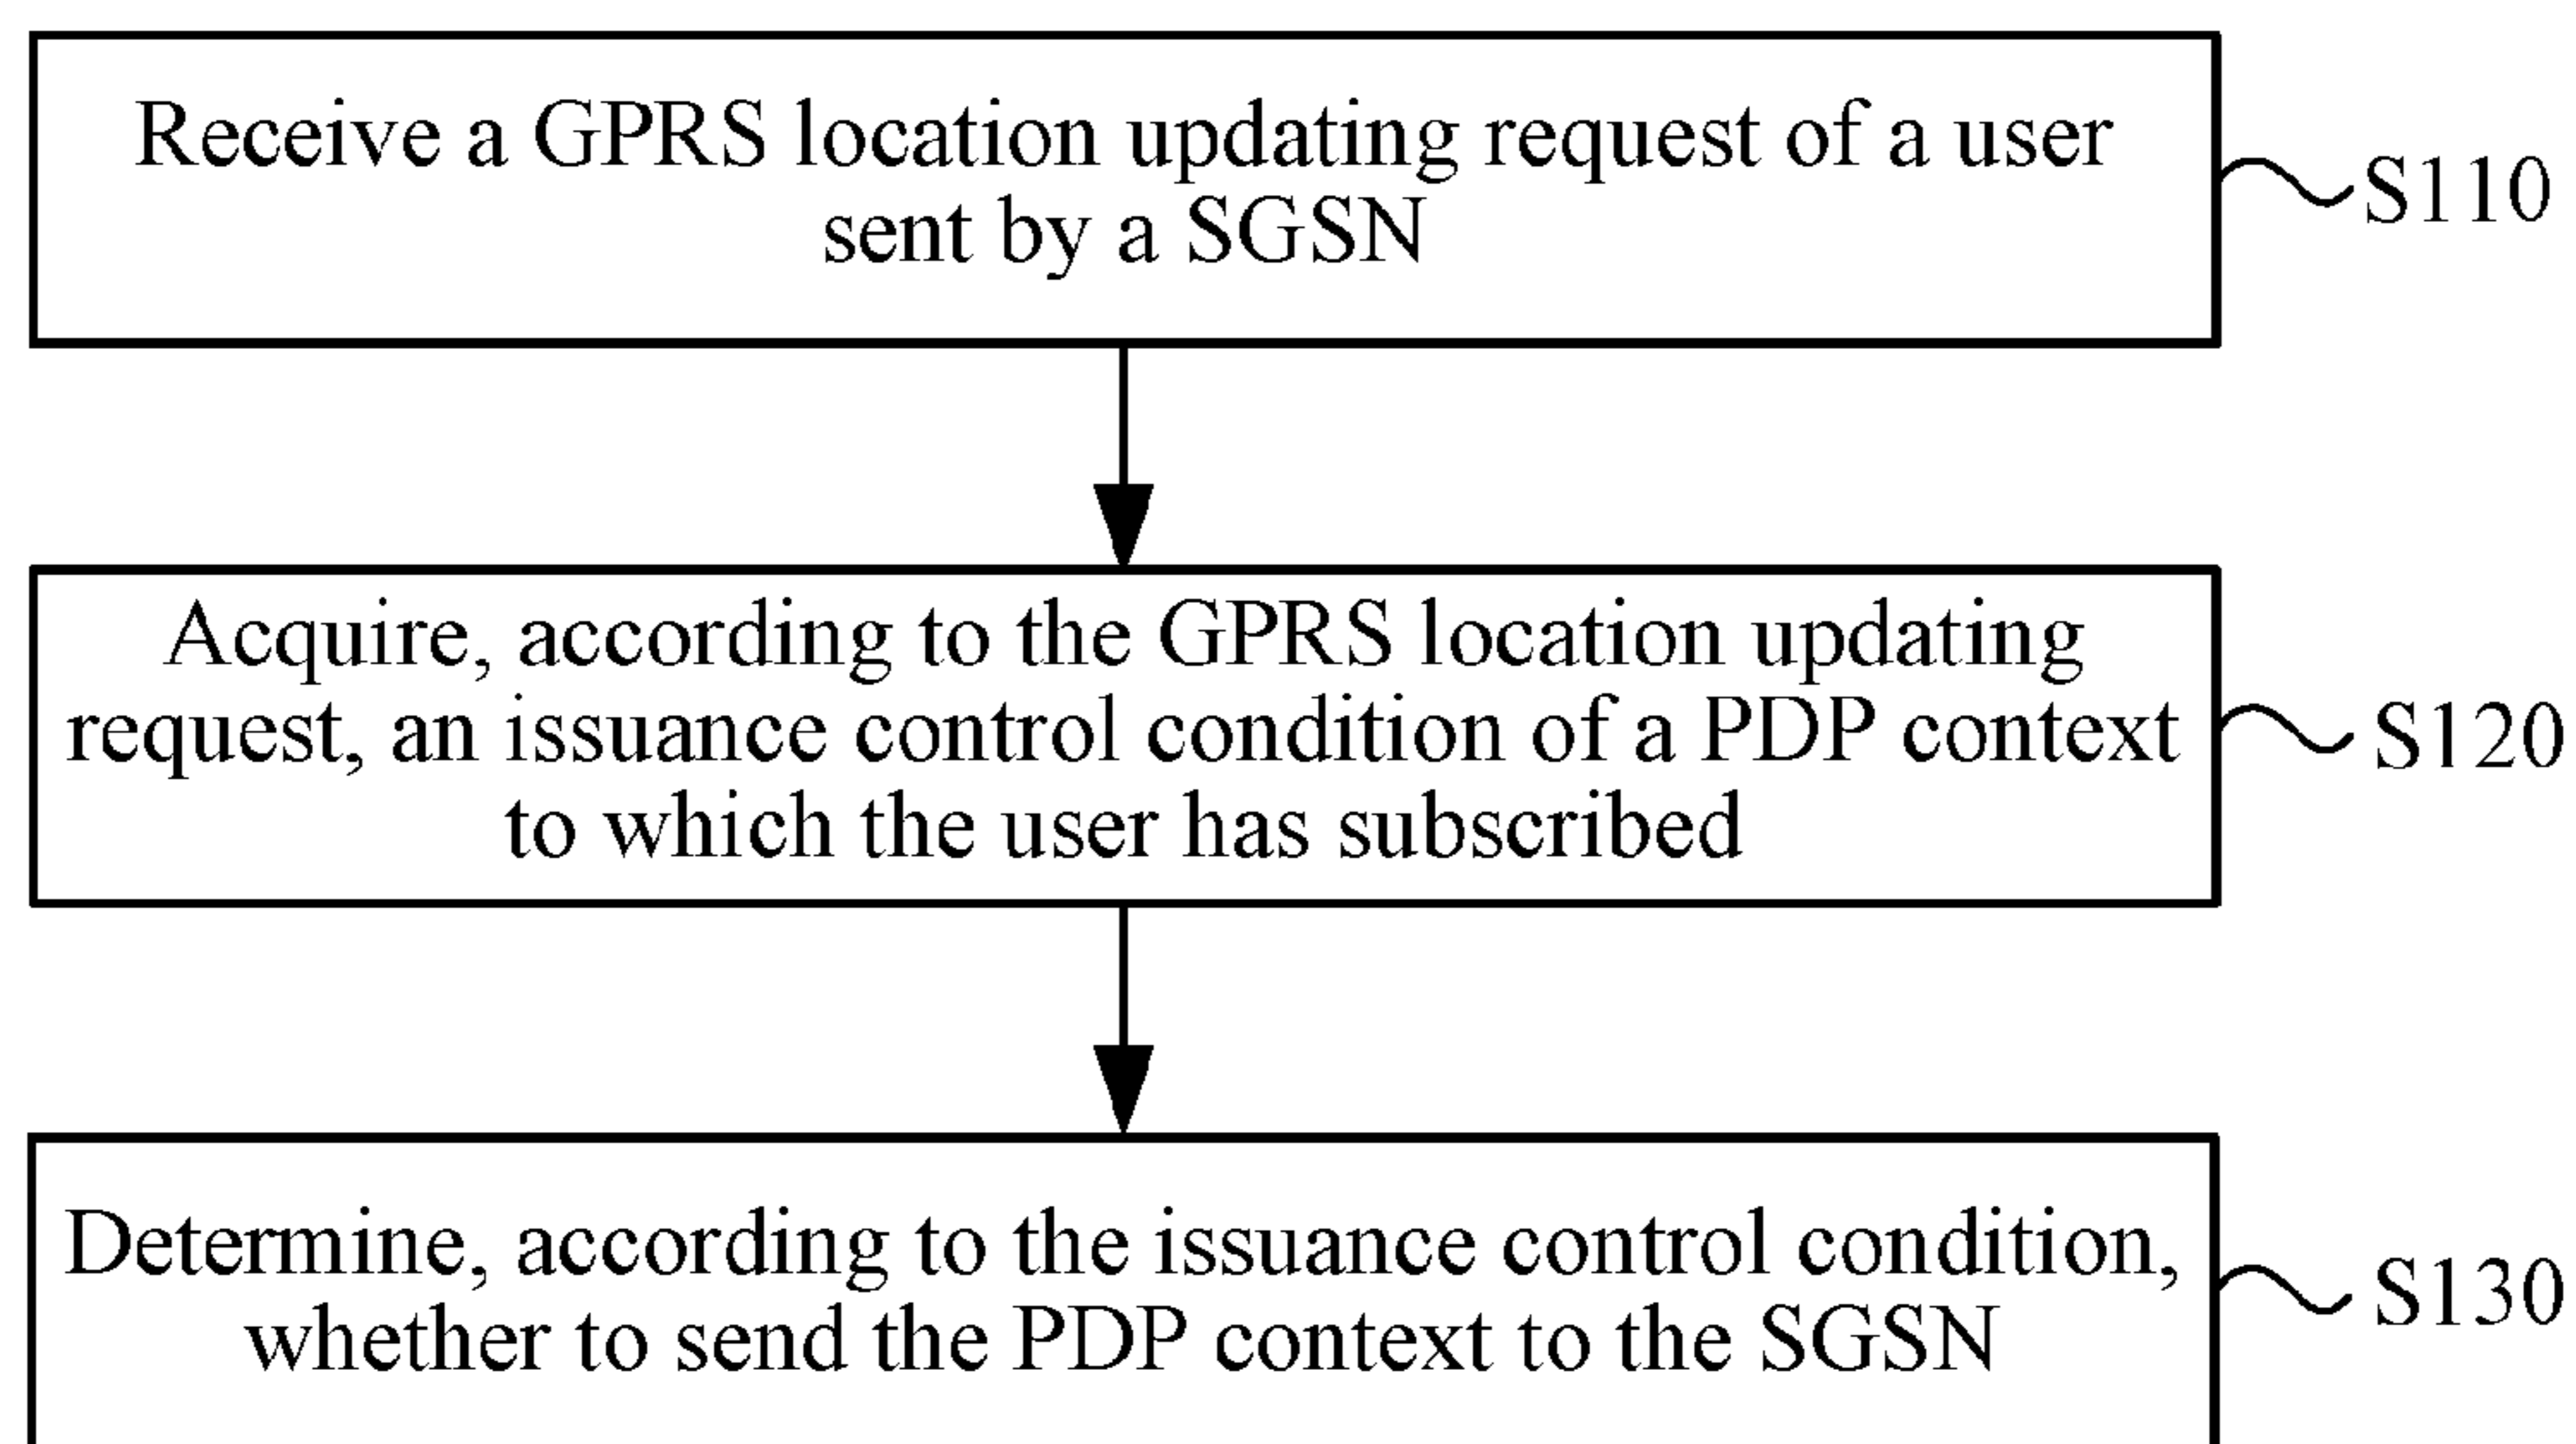 Receive a GPRS location updating request of a user
sent by a SGSN
S110
Acquire, according to the GPRS location updating
request, an issuance control condition of a PDP context
to which the user has subscribed
S120
Determine, according to the issuance control condition,
whether to send the PDP context to the SGSN
S130